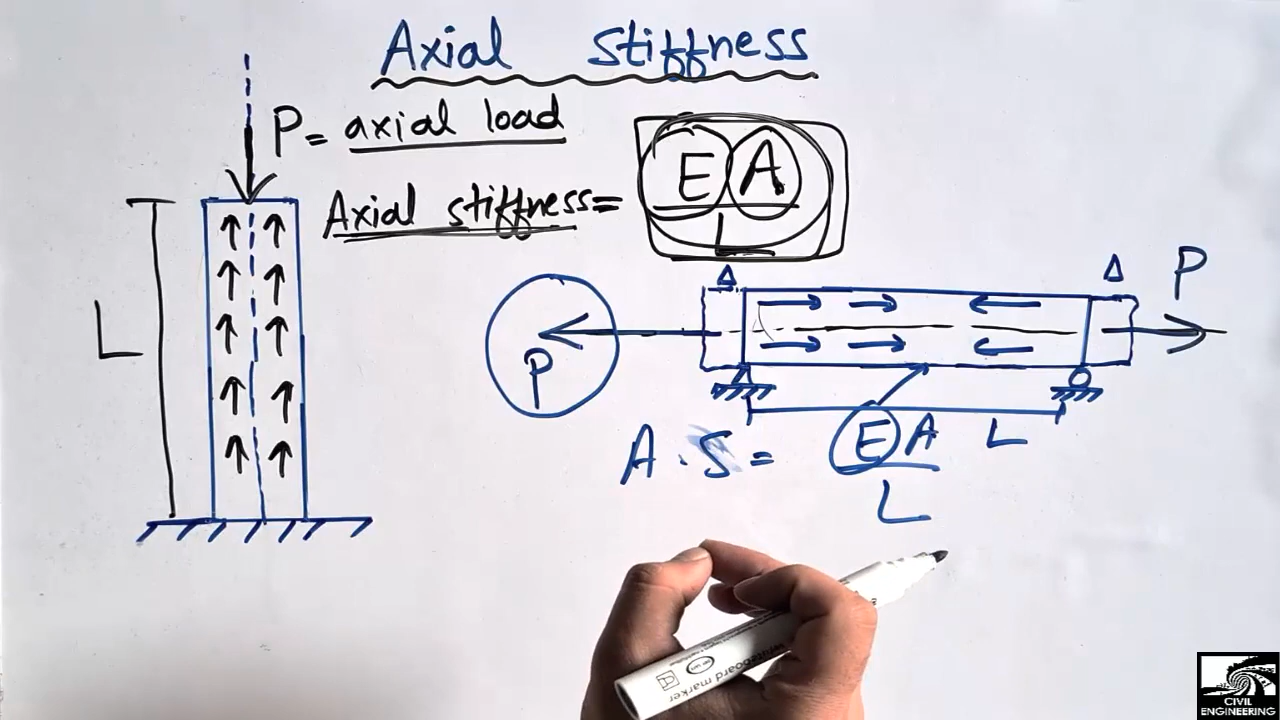 Axial stiffness
P = axial load
Axial stiffness = EA
L
L
Δ
Δ
P
P
A.S = EA
L
L
whiteboard marker
CIVIL
ENGINEERING